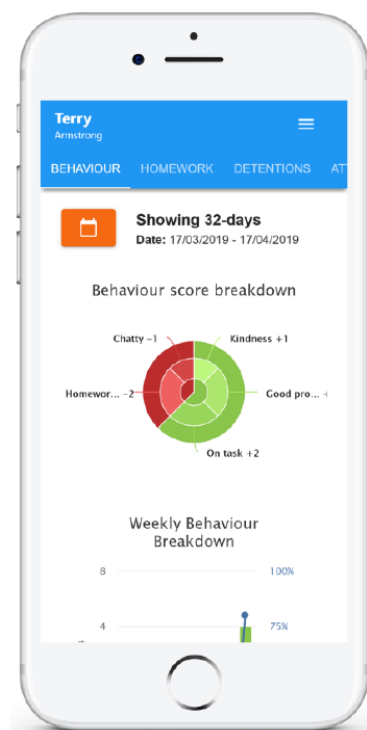 Terry
Armstrong
BEHAVIOUR HOMEWORK DETENTIONS AT
Showing 32-days
Date: 17/03/2019 - 17/04/2019
Behaviour score breakdown
Chatty -1 Kindness +1
Homewor... -2 Good pro... +
On task +2
Weekly Behaviour
Breakdown
8 100%
4 75%